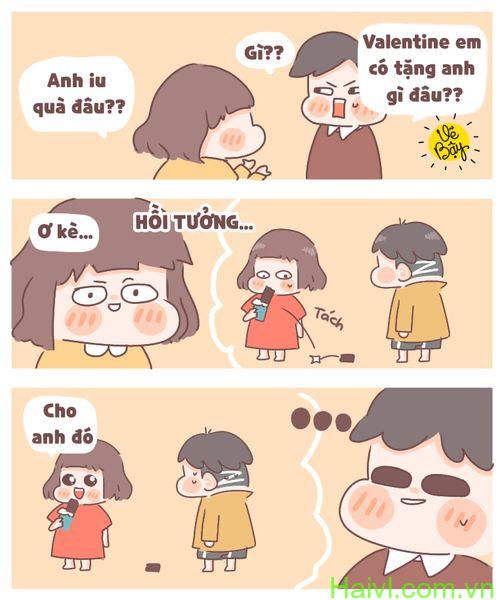 Anh iu
quà đâu??
Gì??
Valentine em
có tặng anh
gì đâu??
Vẽ
Bậy
Ơ kè...
HỒI TƯỞNG...
Tách
Cho
anh đó
Haivl.com.vn